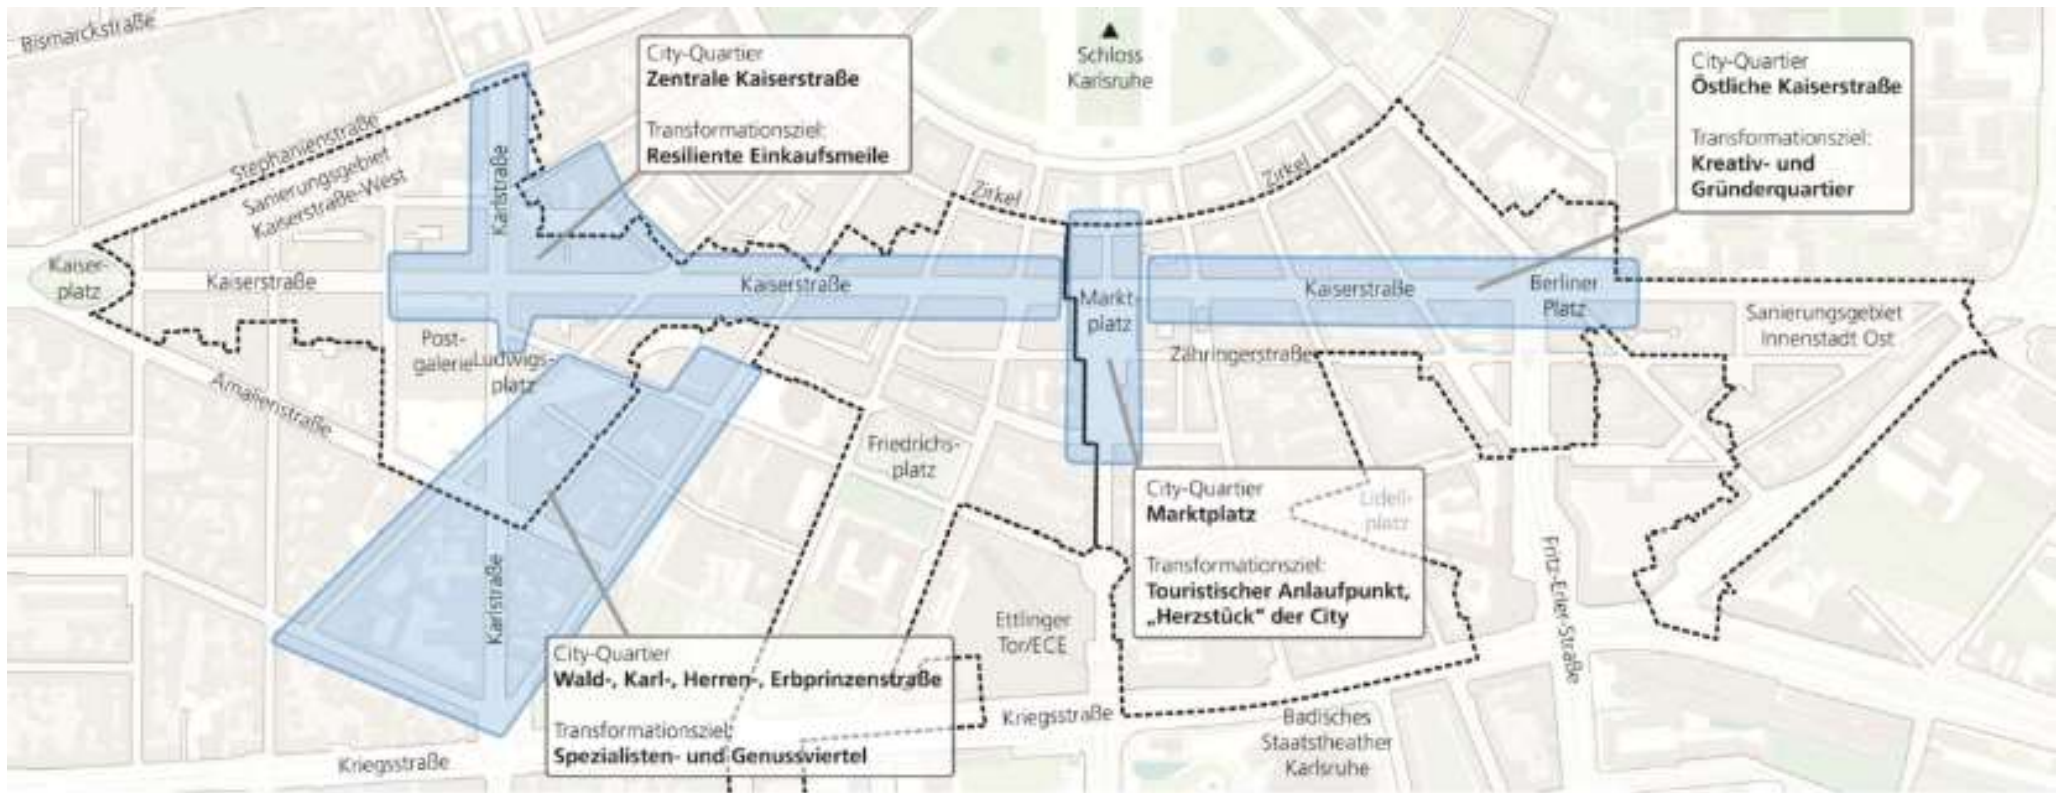 Bismarckstraße
City-Quartier
Zentrale Kaiserstraße
Transformationsziel:
Resiliente Einkaufsmeile
Schloss
Karlsruhe
City-Quartier
Östliche Kaiserstraße
Transformationsziel:
Kreativ- und
Gründerquartier
Stephanienstraße
Sanierungsgebiet
Kaiserstraße-West
Karlstraße
Zirkel
Zirkel
Kaiser-
platz
Kaiserstraße
Kaiserstraße
Markt-
platz
Kaiserstraße
Berliner
Platz
Sanierungsgebiet
Innenstadt Ost
Post-
galerie
Ludwigs-
platz
Zähringerstraße
Amalienstraße
Friedrichs-
platz
City-Quartier
Marktplatz
Transformationsziel:
Touristischer Anlaufpunkt,
„Herzstück“ der City
Lidell-
platz
Fritz-Erler-Straße
Karlstraße
Ettlinger
Tor/ECE
City-Quartier
Wald-, Karl-, Herren-, Erbprinzenstraße
Transformationsziel:
Spezialisten- und Genussviertel
Kriegsstraße
Kriegsstraße
Badisches
Staatstheather
Karlsruhe